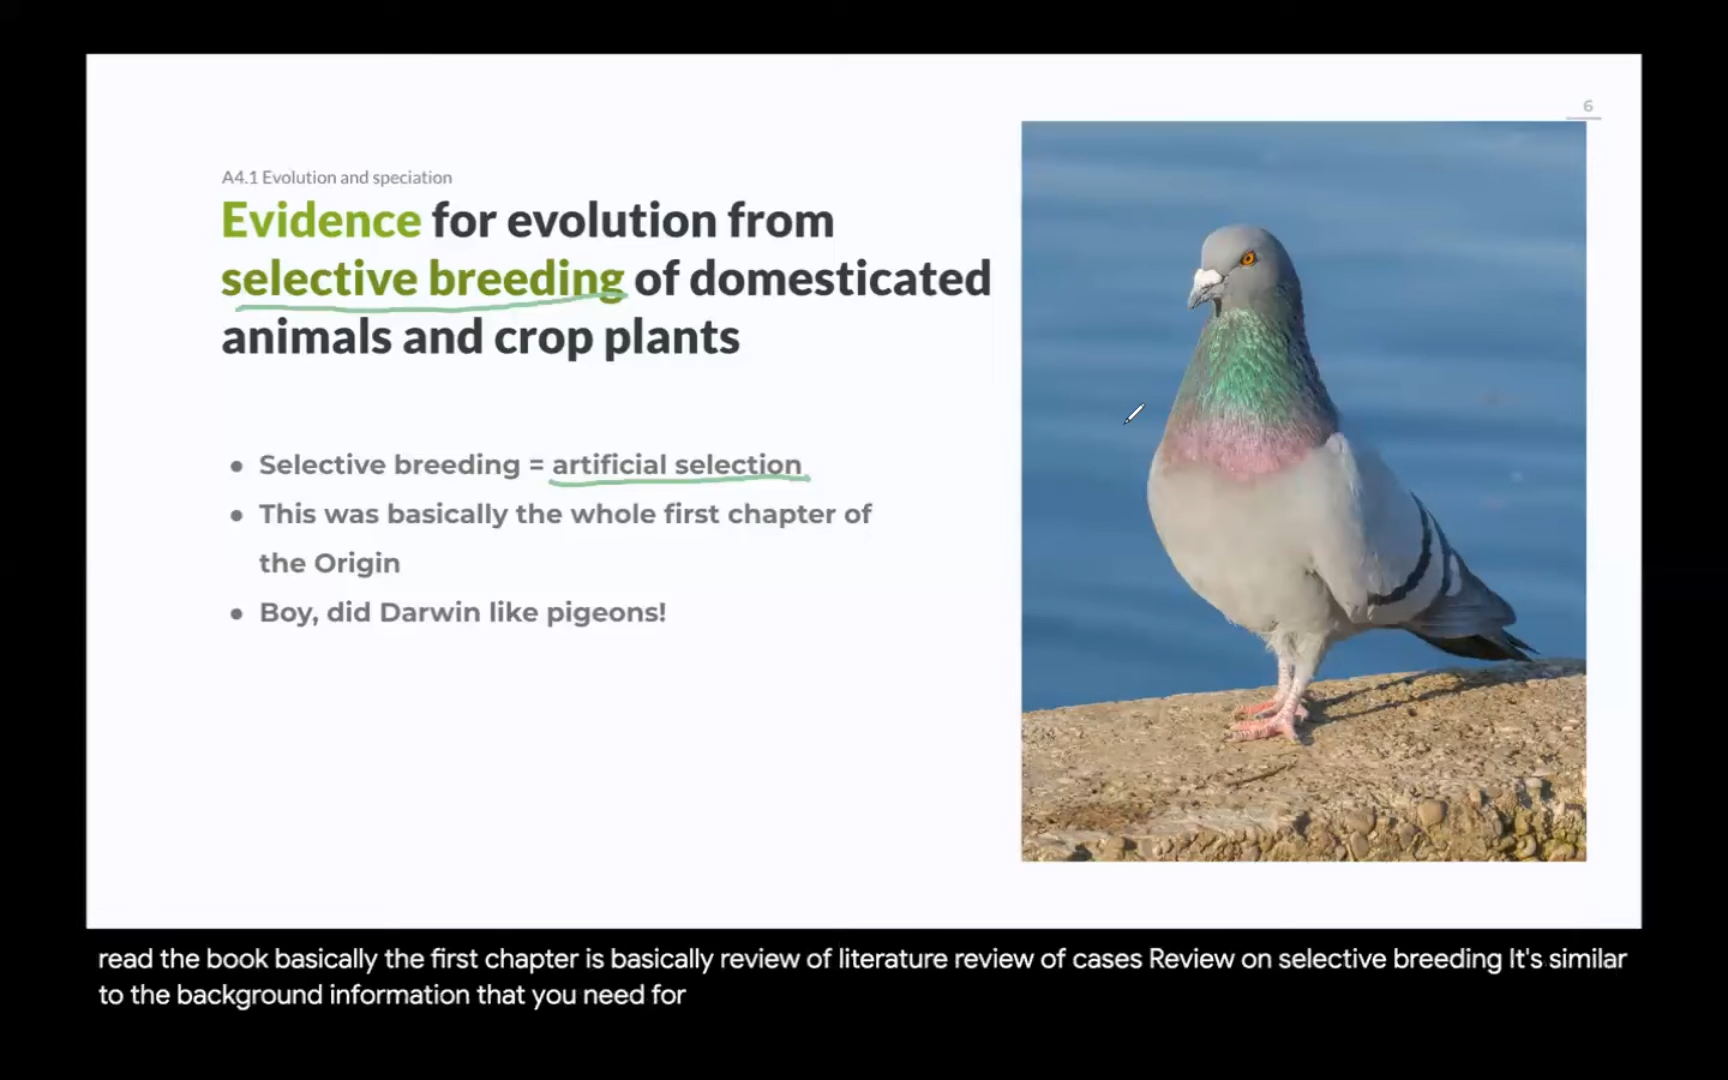 6
A4.1 Evolution and speciation
Evidence for evolution from
selective breeding of domesticated
animals and crop plants
● Selective breeding = artificial selection
● This was basically the whole first chapter of
the Origin
● Boy, did Darwin like pigeons!
read the book basically the first chapter is basically review of literature review of cases Review on selective breeding It's similar
to the background information that you need for